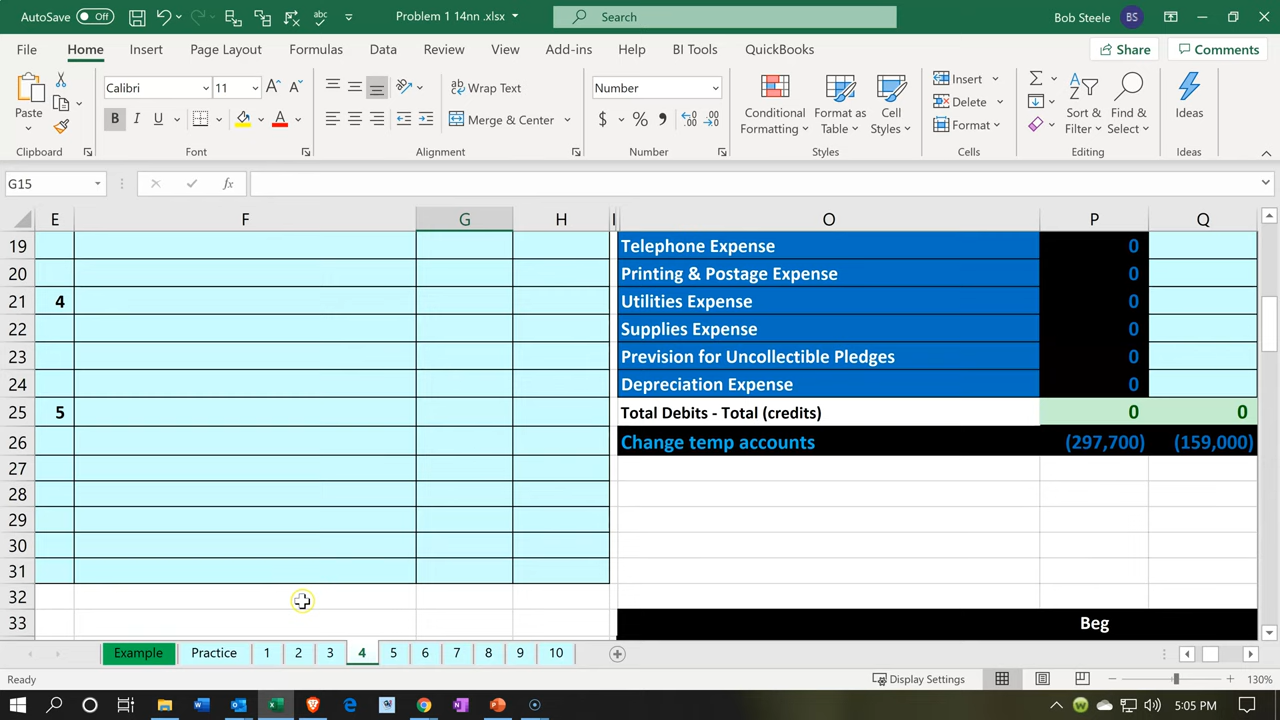 AutoSave Off Problem 1 14nn .xlsx Search Bob Steele BS
File Home Insert Page Layout Formulas Data Review View Add-ins Help BI Tools QuickBooks Share Comments
Paste Calibri 11 Wrap Text Number Conditional Formatting Format as Table Cell Styles Insert Σ Sort & Filter Find & Select Ideas
B I U A Merge & Center $ % , Delete
Format
Clipboard Font Alignment Number Styles Cells Editing Ideas
G15 fx
E F G H I O P Q
19 Telephone Expense 0
20 Printing & Postage Expense 0
21 4 Utilities Expense 0
22 Supplies Expense 0
23 Prevision for Uncollectible Pledges 0
24 Depreciation Expense 0
25 5 Total Debits - Total (credits) 0 0
26 Change temp accounts (297,700) (159,000)
27
28
29
30
31
32
33 Beg
Example Practice 1 2 3 4 5 6 7 8 9 10
Ready Display Settings 130%
5:05 PM